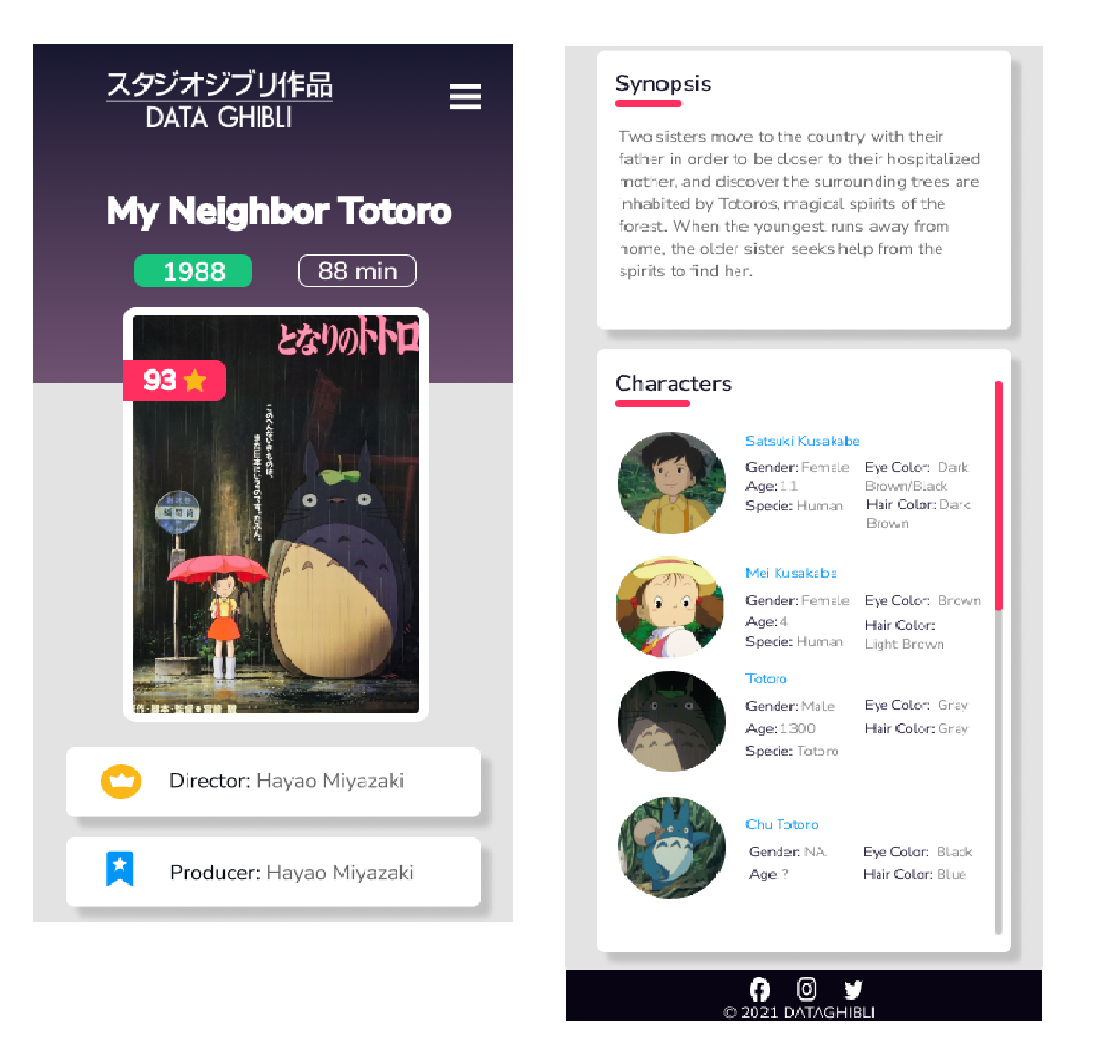 スタジオジブリ作品
DATA GHIBLI
My Neighbor Totoro
1988
88 min
となりのトトロ
93
Director: Hayao Miyazaki
Producer: Hayao Miyazaki
Synopsis
Two sisters move to the country with their
father in order to be closer to their hospitalized
mother, and discover the surrounding trees are
inhabited by Totoros, magical spirits of the
forest. When the youngest runs away from
home, the older sister seeks help from the
spirits to find her.
Characters
Satsuki Kusakabe
Gender: Female Eye Color: Dark
Age: 11 Brown/Black
Specie: Human Hair Color: Dark
Brown
Mei Kusakabe
Gender: Female Eye Color: Brown
Age: 4 Hair Color:
Specie: Human Light Brown
Totoro
Gender: Male Eye Color: Gray
Age: 1300 Hair Color: Gray
Specie: Totoro
Chu Totoro
Gender: NA Eye Color: Black
Age: ? Hair Color: Blue
© 2021 DATAGHIBLI